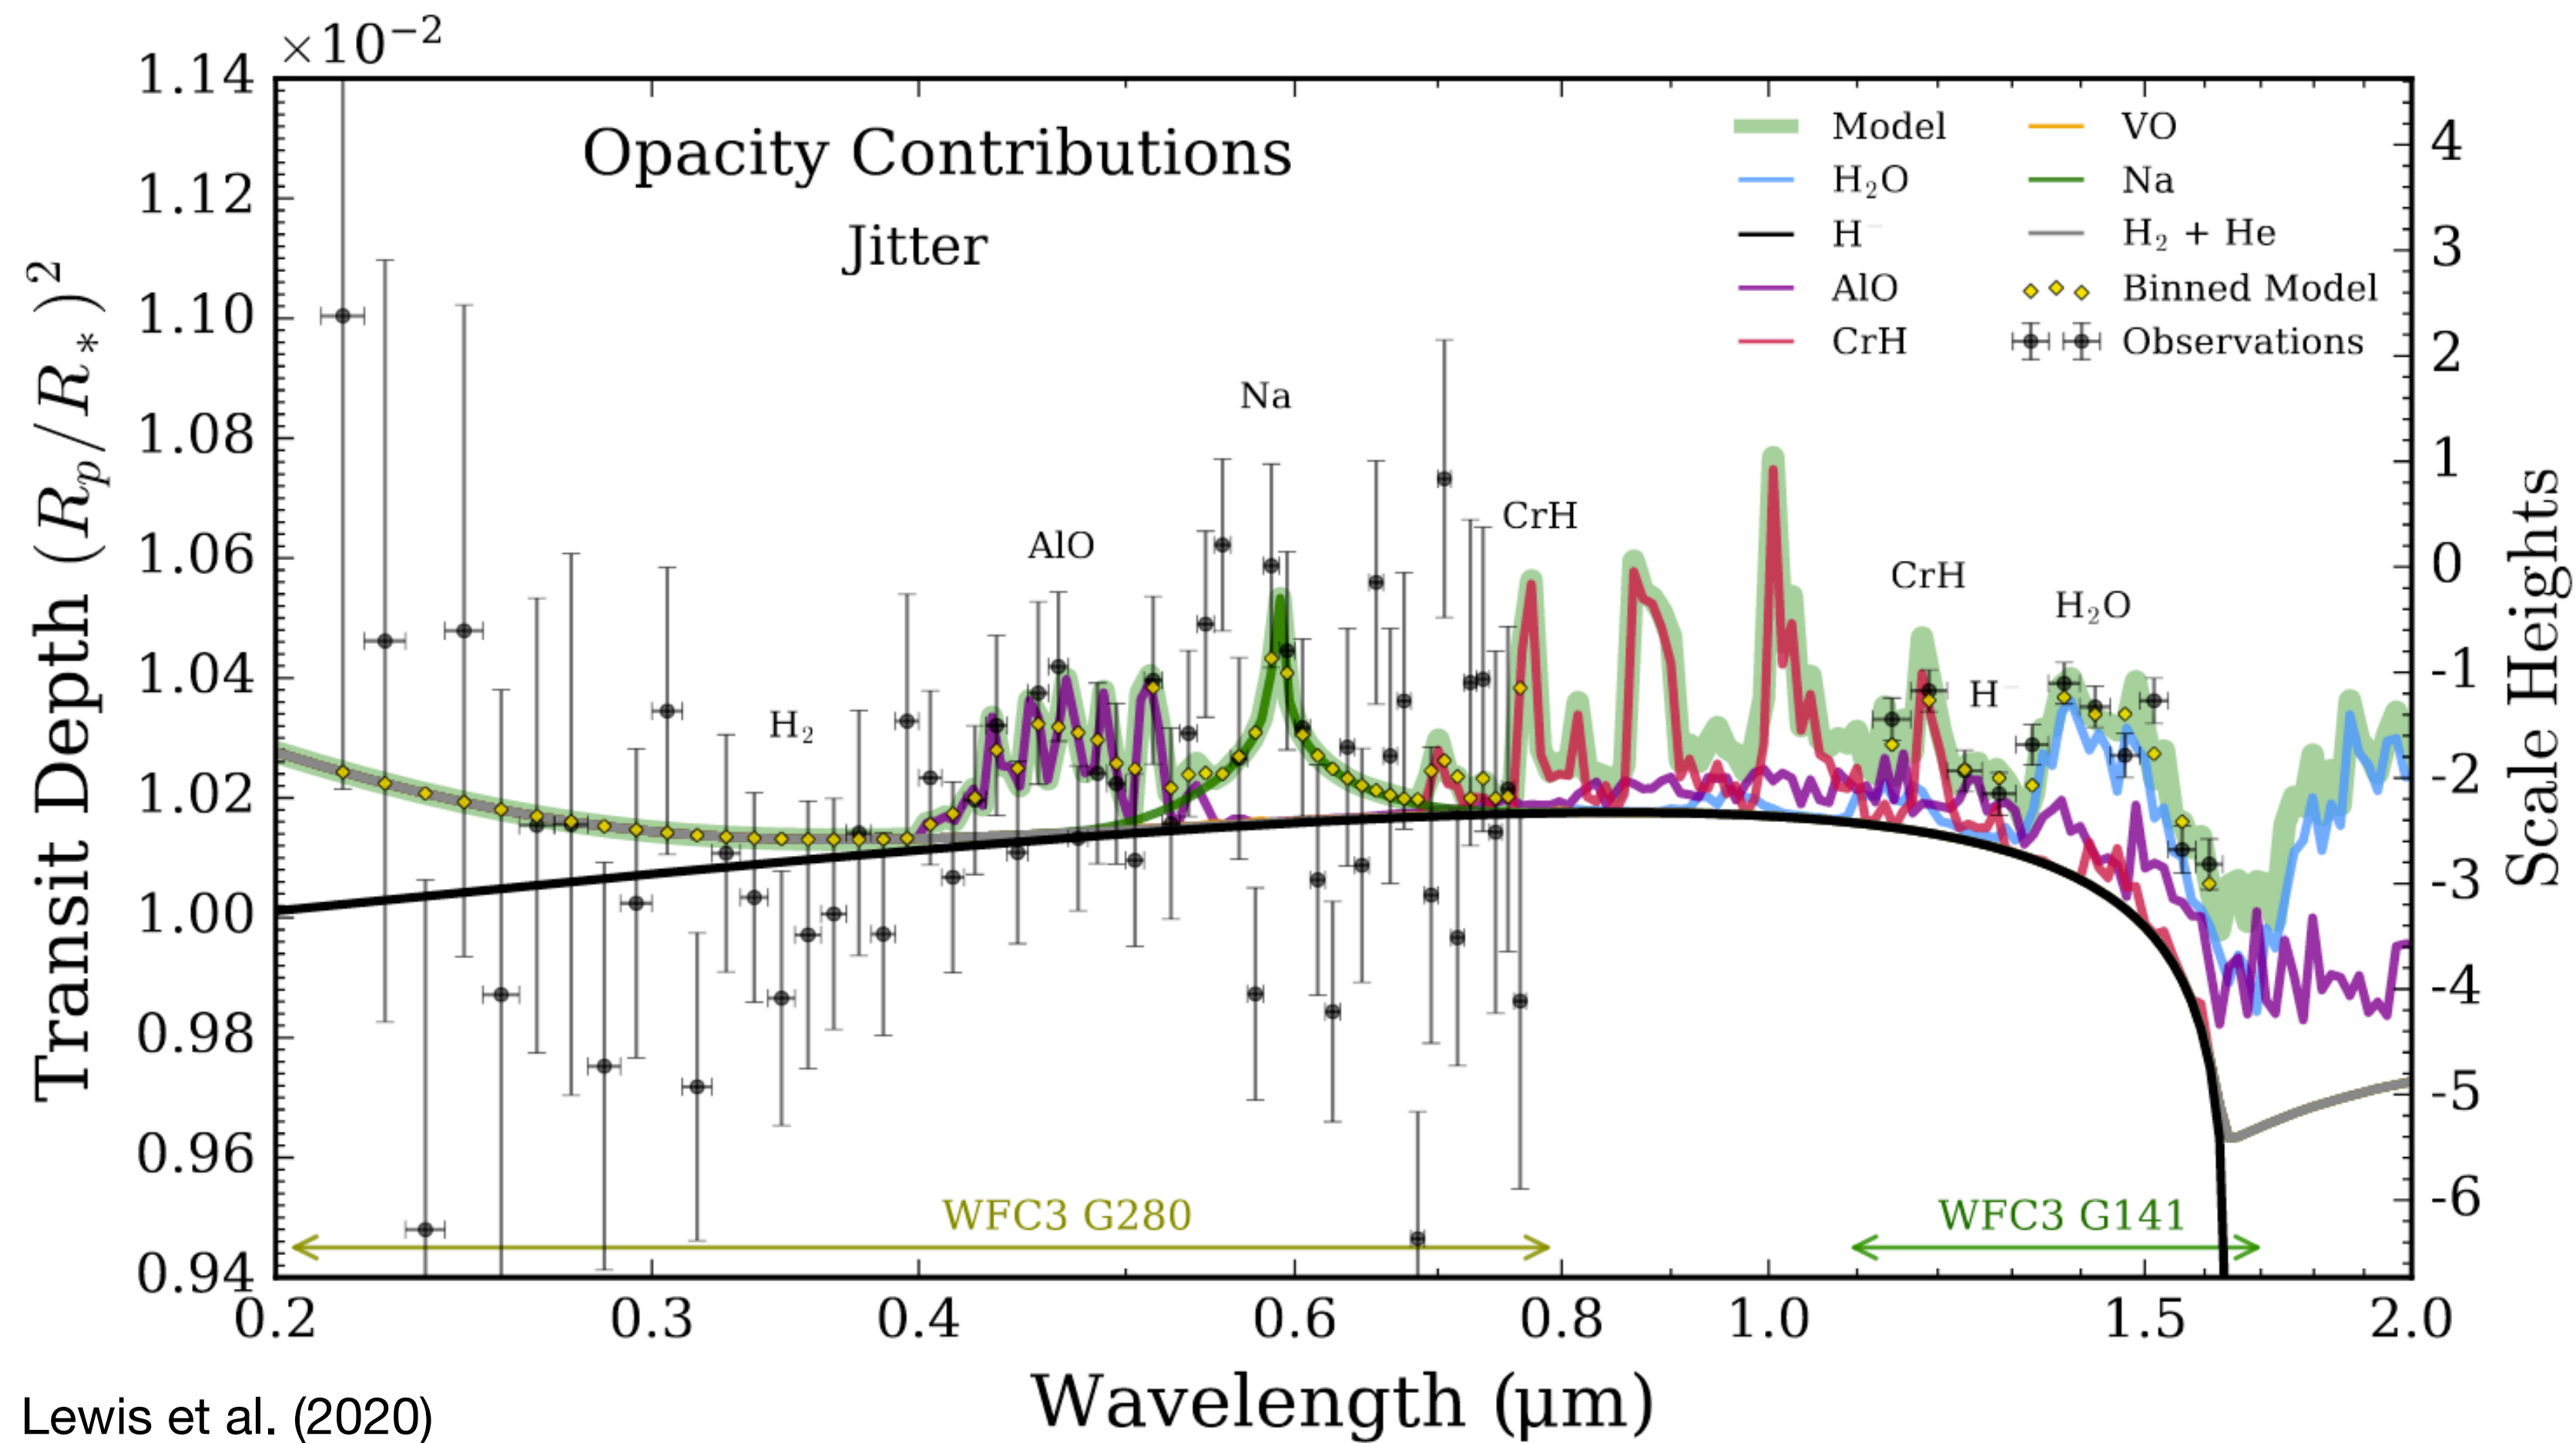 ×10⁻²
Opacity Contributions
Jitter
Model
H₂O
H⁻
AlO
CrH
VO
Na
H₂ + He
Binned Model
Observations
Transit Depth (Rₚ/R∗)²
1.14
1.12
1.10
1.08
1.06
1.04
1.02
1.00
0.98
0.96
0.94
4
3
2
1
0
-1
-2
-3
-4
-5
-6
Scale Heights
H₂
AlO
Na
CrH
CrH
H⁻
H₂O
WFC3 G280
WFC3 G141
0.2 0.3 0.4 0.6 0.8 1.0 1.5 2.0
Wavelength (μm)
Lewis et al. (2020)